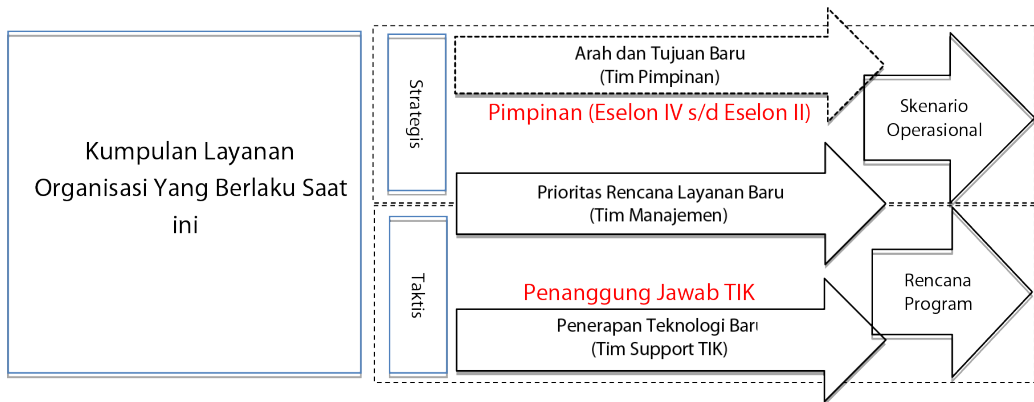 Kumpulan Layanan
Organisasi Yang Berlaku Saat
ini
Strategis
Arah dan Tujuan Baru
(Tim Pimpinan)
Pimpinan (Eselon IV s/d Eselon II)
Skenario
Operasional
Prioritas Rencana Layanan Baru
(Tim Manajemen)
Taktis
Penanggung Jawab TIK
Penerapan Teknologi Baru
(Tim Support TIK)
Rencana
Program